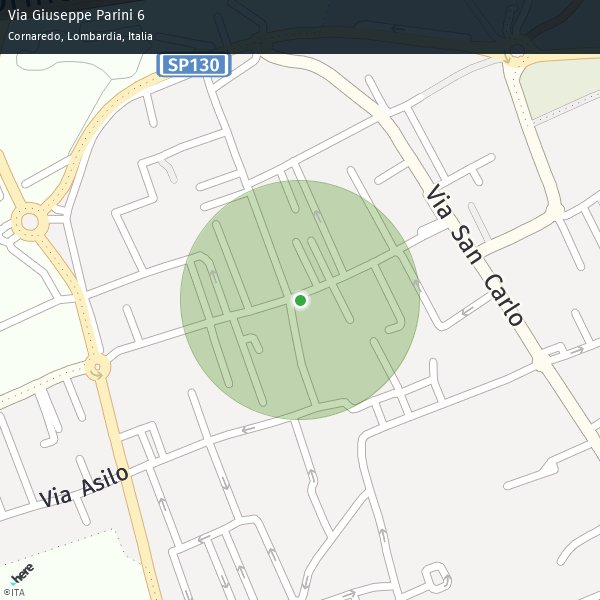 Via Giuseppe Parini 6
Cornaredo, Lombardia, Italia
SP130
Via San Carlo
Via Asilo
here
©ITA